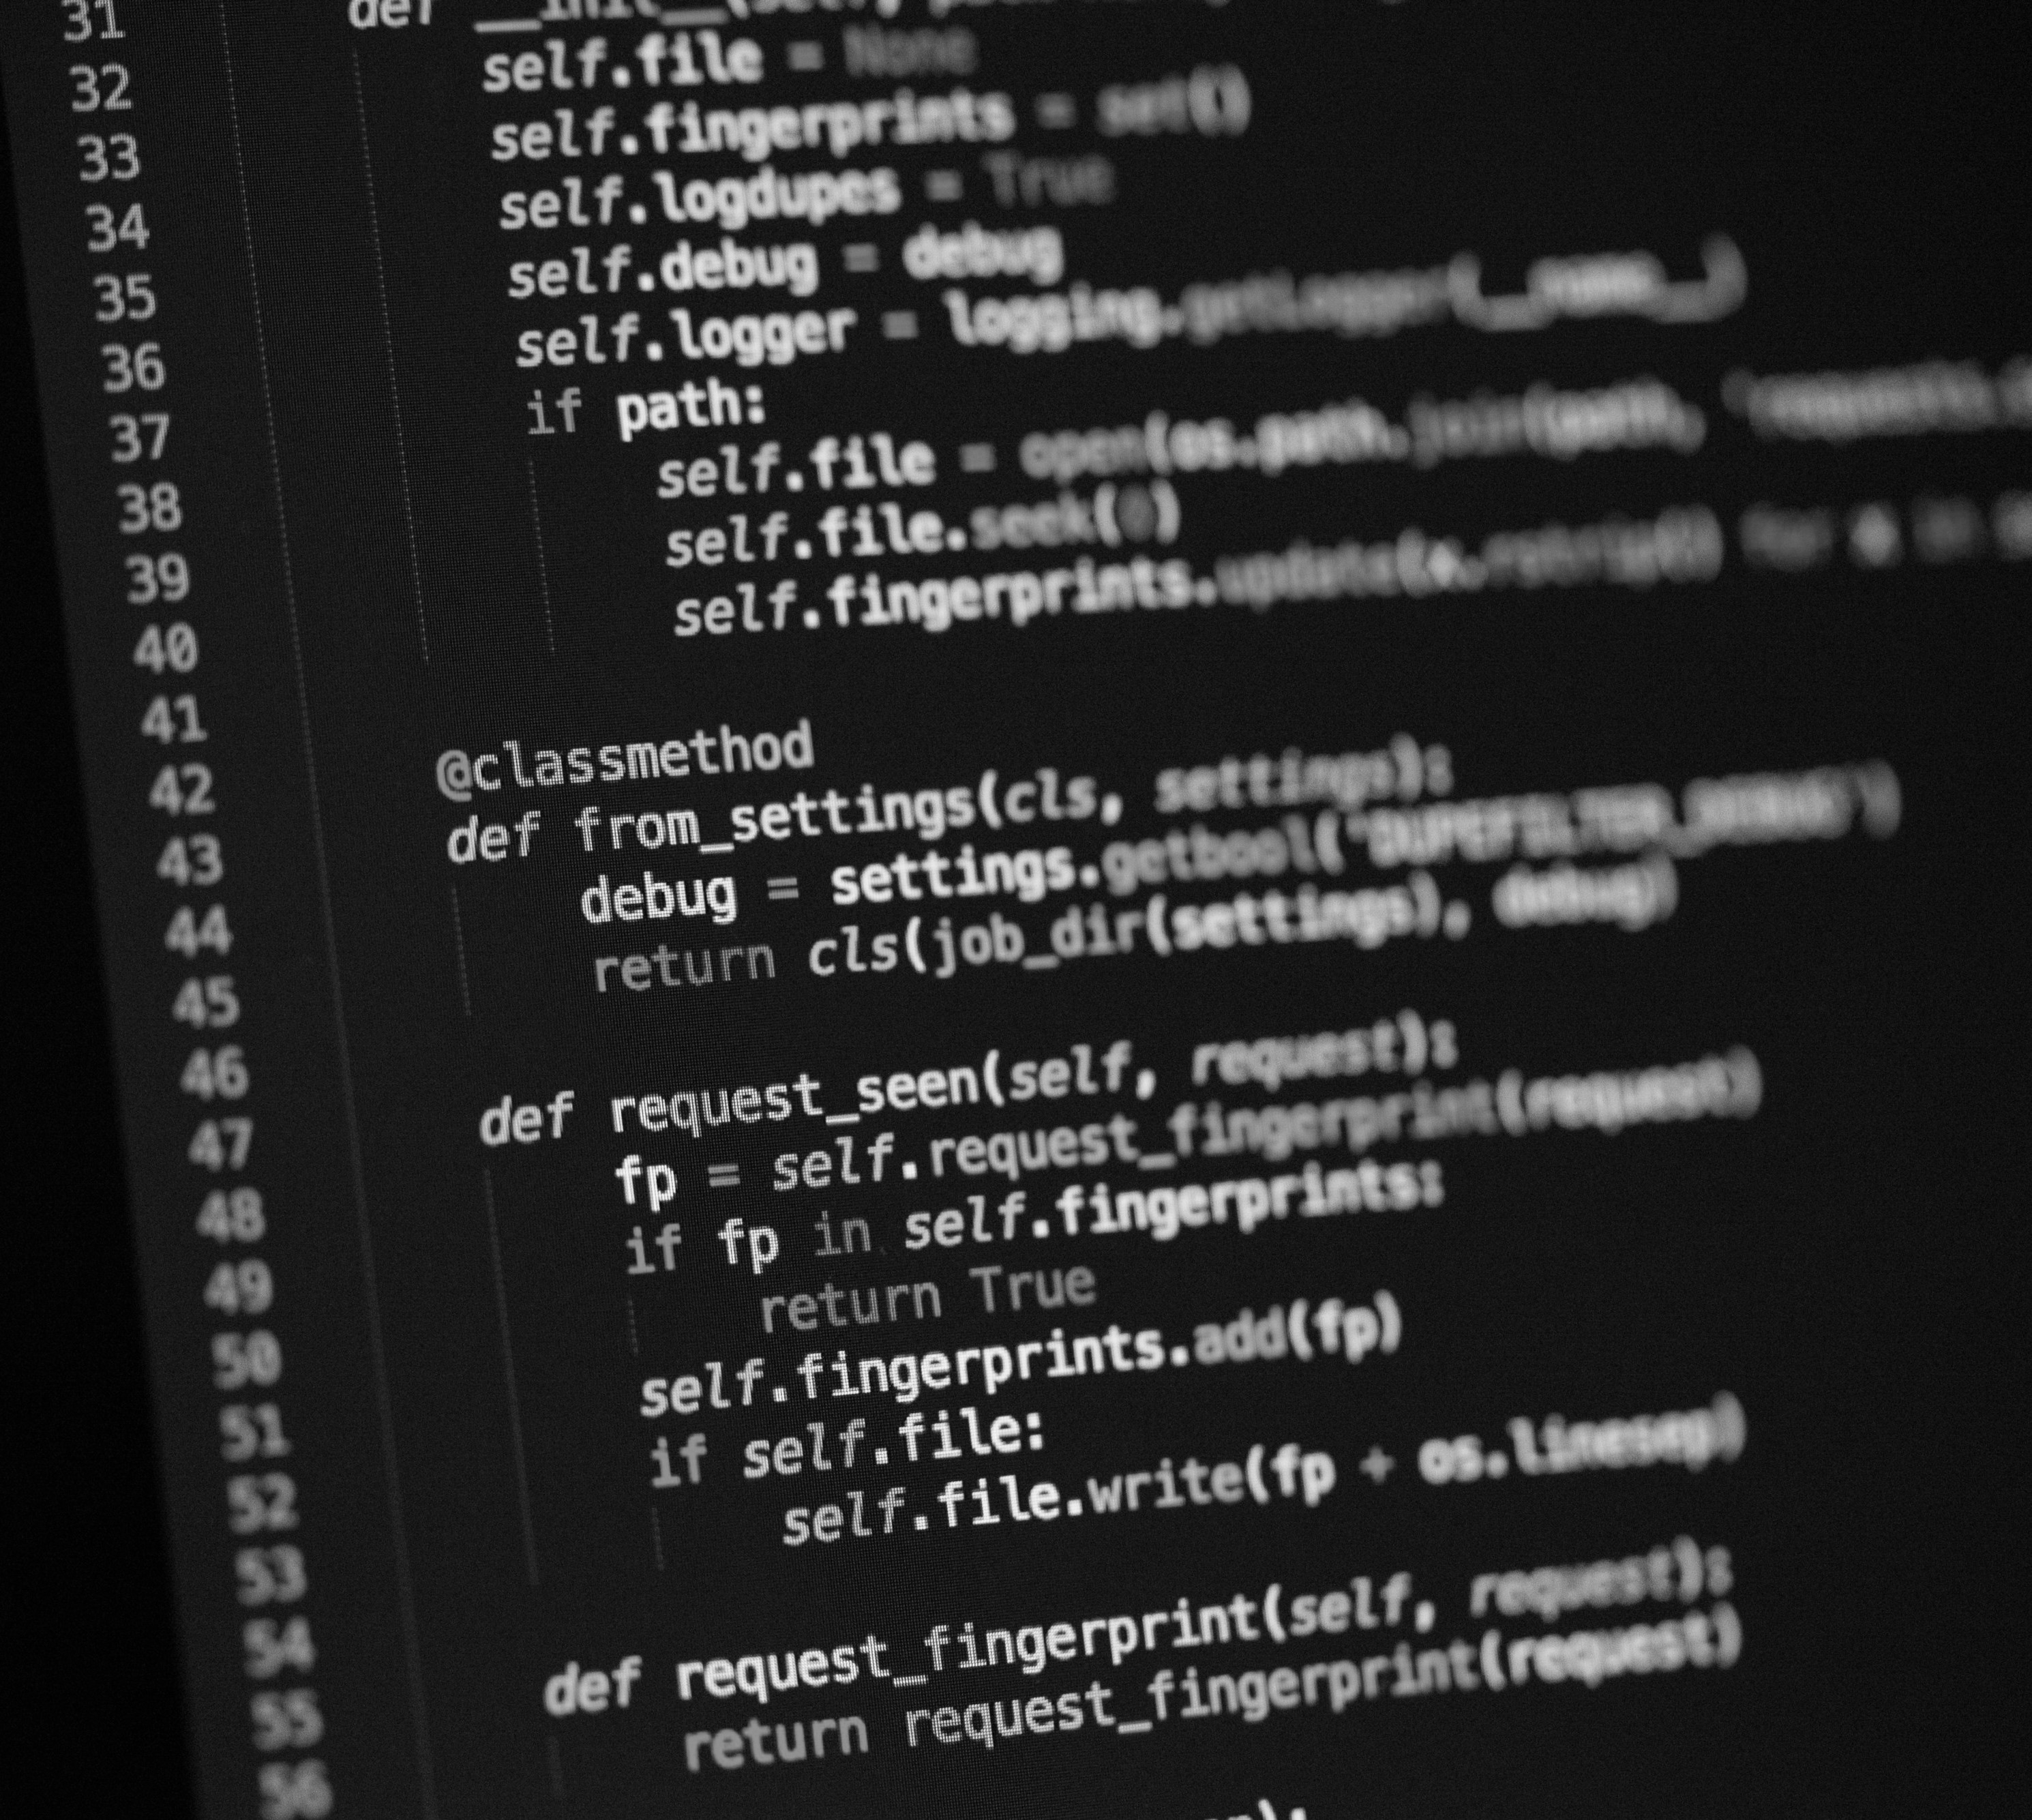 31 def __init__(self,
32 self.file = None
33 self.fingerprints = set()
34 self.logdupes = True
35 self.debug = debug
36 self.logger = logging.getLogger(__name__)
37 if path:
38 self.file = open(os.path.join(path, 'requests.
39 self.file.seek(0)
40 self.fingerprints.update(x.rstrip() for x in
41
42 @classmethod
43 def from_settings(cls, settings):
44 debug = settings.getbool('DUPEFILTER_DEBUG')
45 return cls(job_dir(settings), debug)
46
47 def request_seen(self, request):
48 fp = self.request_fingerprint(request)
49 if fp in self.fingerprints:
50 return True
51 self.fingerprints.add(fp)
52 if self.file:
53 self.file.write(fp + os.linesep)
54
55 def request_fingerprint(self, request):
56 return request_fingerprint(request)